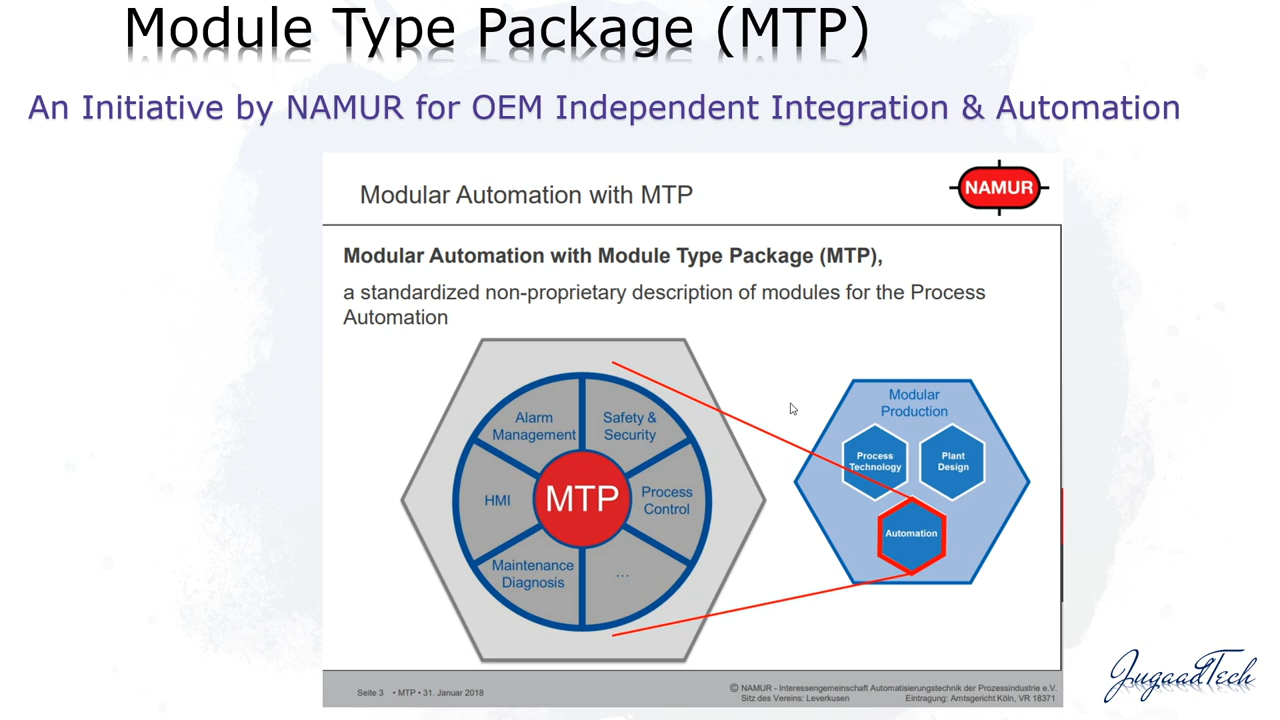 Module Type Package (MTP)
An Initiative by NAMUR for OEM Independent Integration & Automation
Modular Automation with MTP
NAMUR
Modular Automation with Module Type Package (MTP),
a standardized non-proprietary description of modules for the Process
Automation
Alarm
Management
Safety &
Security
HMI
MTP
Process
Control
Maintenance
Diagnosis
...
Modular
Production
Process
Technology
Plant
Design
Automation
Seite 3 • MTP • 31. Januar 2018
© NAMUR - Interessengemeinschaft Automatisierungstechnik der Prozessindustrie e.V.
Sitz des Vereins: Leverkusen Eintragung: Amtsgericht Köln, VR 18371
JugaadTech